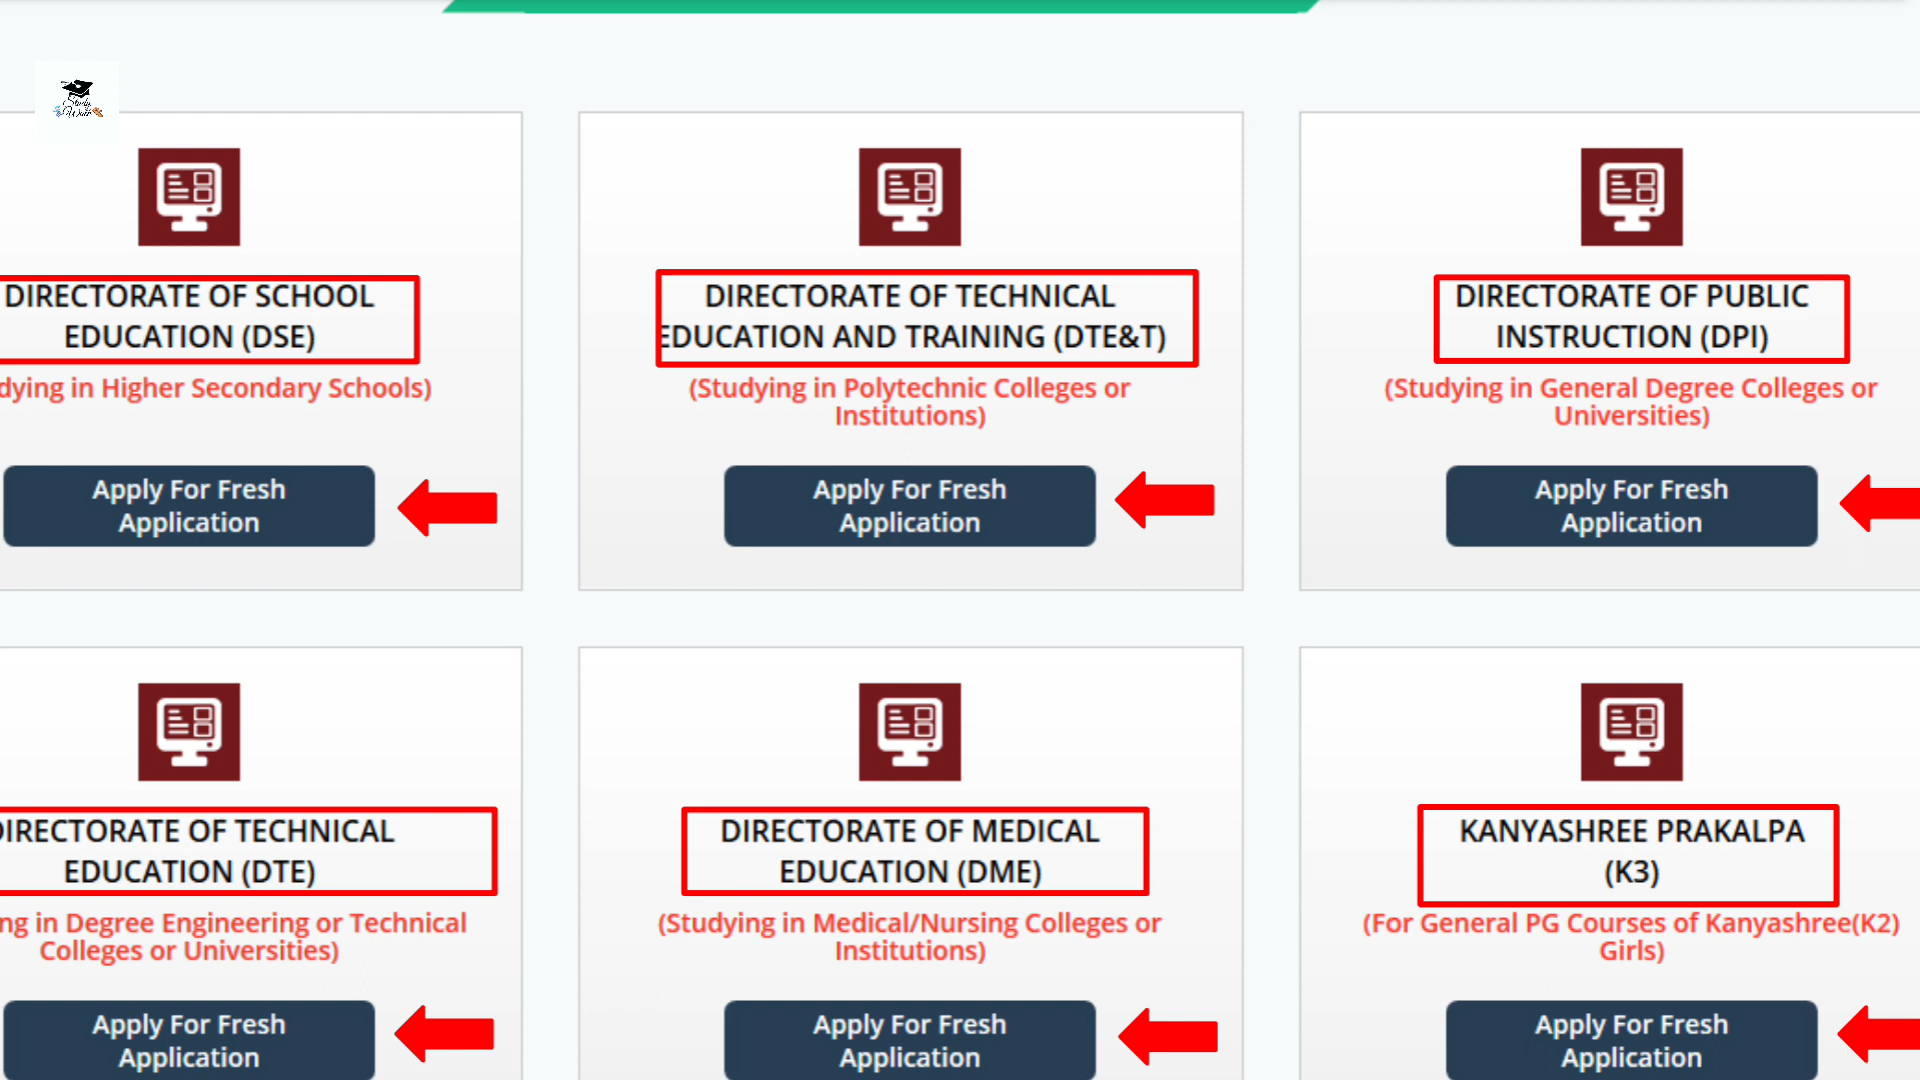 Study
DIRECTORATE OF SCHOOL
EDUCATION (DSE)
dying in Higher Secondary Schools)
Apply For Fresh
Application
DIRECTORATE OF TECHNICAL
EDUCATION AND TRAINING (DTE&T)
(Studying in Polytechnic Colleges or
Institutions)
Apply For Fresh
Application
DIRECTORATE OF PUBLIC
INSTRUCTION (DPI)
(Studying in General Degree Colleges or
Universities)
Apply For Fresh
Application
DIRECTORATE OF TECHNICAL
EDUCATION (DTE)
ng in Degree Engineering or Technical
Colleges or Universities)
Apply For Fresh
Application
DIRECTORATE OF MEDICAL
EDUCATION (DME)
(Studying in Medical/Nursing Colleges or
Institutions)
Apply For Fresh
Application
KANYASHREE PRAKALPA
(K3)
(For General PG Courses of Kanyashree(K2)
Girls)
Apply For Fresh
Application